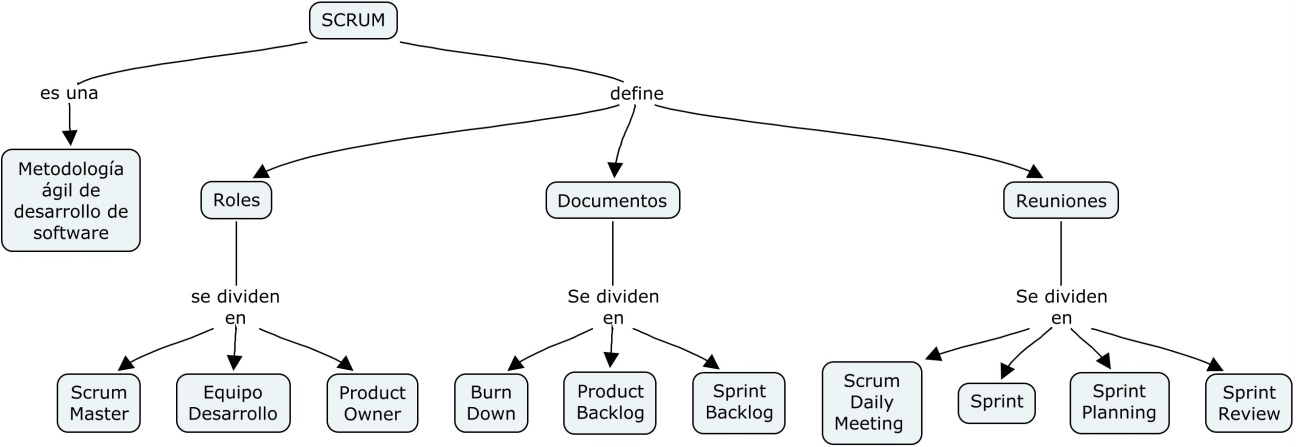 SCRUM
es una
define
Metodología
ágil de
desarrollo de
software
Roles
Documentos
Reuniones
se dividen
en
Se dividen
en
Se dividen
en
Scrum
Master
Equipo
Desarrollo
Product
Owner
Burn
Down
Product
Backlog
Sprint
Backlog
Scrum
Daily
Meeting
Sprint
Sprint
Planning
Sprint
Review